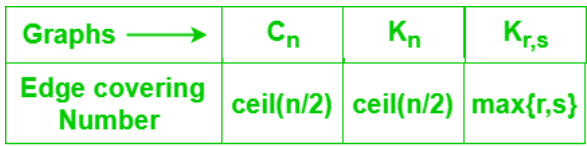 Graphs → Cn Kn Kr,s
Edge covering
Number ceil(n/2) ceil(n/2) max{r,s}